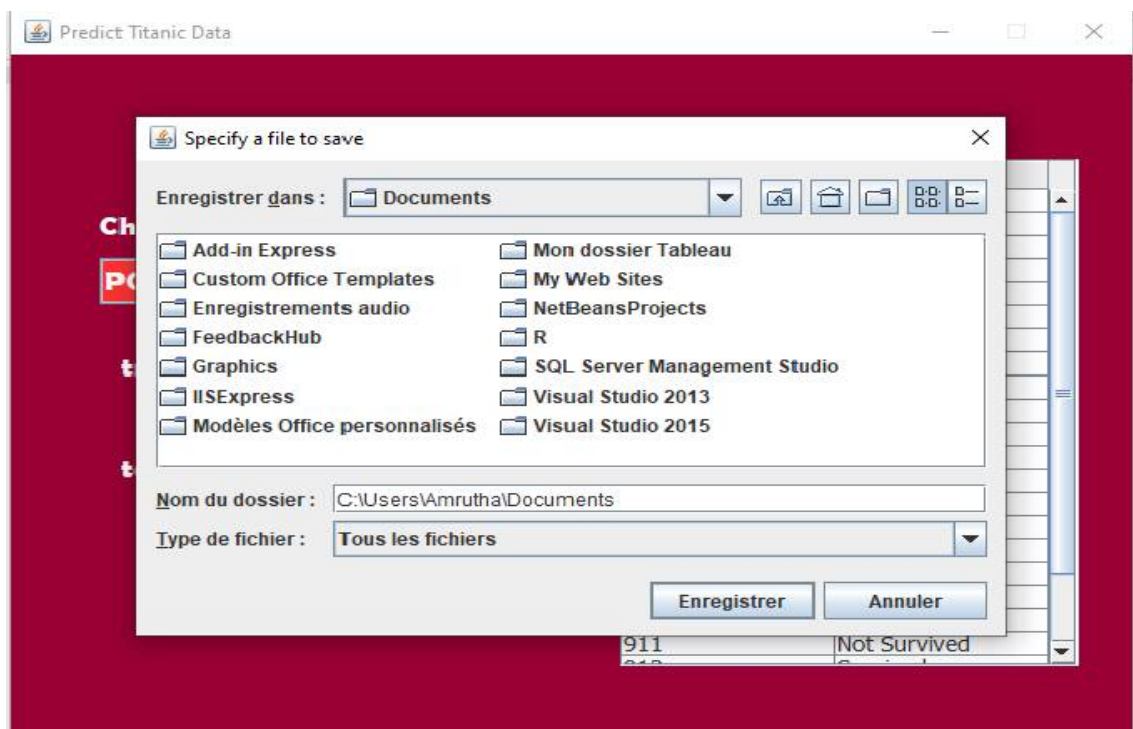 Predict Titanic Data
Specify a file to save
Enregistrer dans : Documents
Add-in Express
Custom Office Templates
Enregistrements audio
FeedbackHub
Graphics
IISExpress
Modèles Office personnalisés
Mon dossier Tableau
My Web Sites
NetBeansProjects
R
SQL Server Management Studio
Visual Studio 2013
Visual Studio 2015
Nom du dossier : C:\Users\Amrutha\Documents
Type de fichier : Tous les fichiers
Enregistrer Annuler
Ch
911 Not Survived